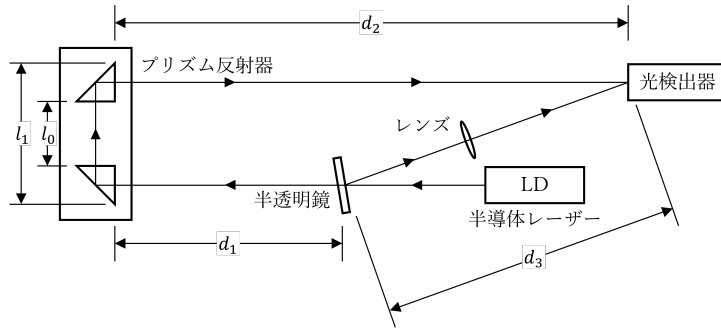 d₂
プリズム反射器
光検出器
レンズ
l₁
l₀
LD
半透明鏡
半導体レーザー
d₁
d₃